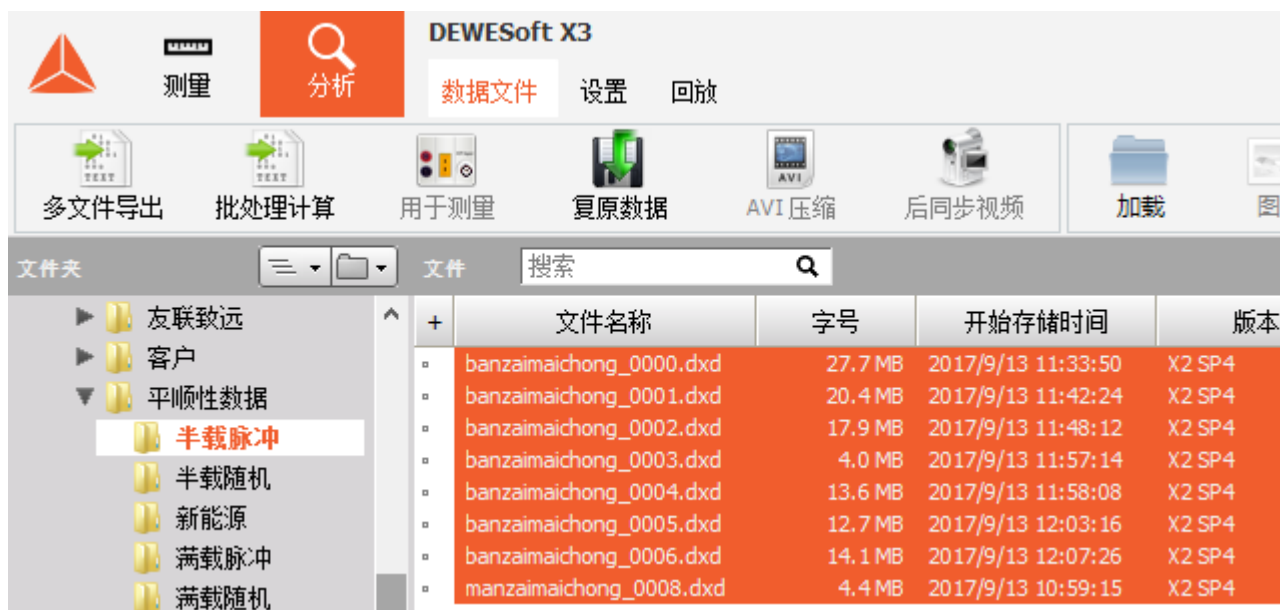 DEWESoft X3
测量
分析
数据文件 设置 回放
TEXT TEXT AVI
多文件导出 批处理计算 用于测量 复原数据 AVI 压缩 后同步视频 加载 图
文件夹 文件 搜索
+ 文件名称 字号 开始存储时间 版本
友联致远
客户
平顺性数据
半载脉冲
半载随机
新能源
满载脉冲
满载随机
banzaimaichong_0000.dxd 27.7 MB 2017/9/13 11:33:50 X2 SP4
banzaimaichong_0001.dxd 20.4 MB 2017/9/13 11:42:24 X2 SP4
banzaimaichong_0002.dxd 17.9 MB 2017/9/13 11:48:12 X2 SP4
banzaimaichong_0003.dxd 4.0 MB 2017/9/13 11:57:14 X2 SP4
banzaimaichong_0004.dxd 13.6 MB 2017/9/13 11:58:08 X2 SP4
banzaimaichong_0005.dxd 12.7 MB 2017/9/13 12:03:16 X2 SP4
banzaimaichong_0006.dxd 14.1 MB 2017/9/13 12:07:26 X2 SP4
manzaimaichong_0008.dxd 4.4 MB 2017/9/13 10:59:15 X2 SP4